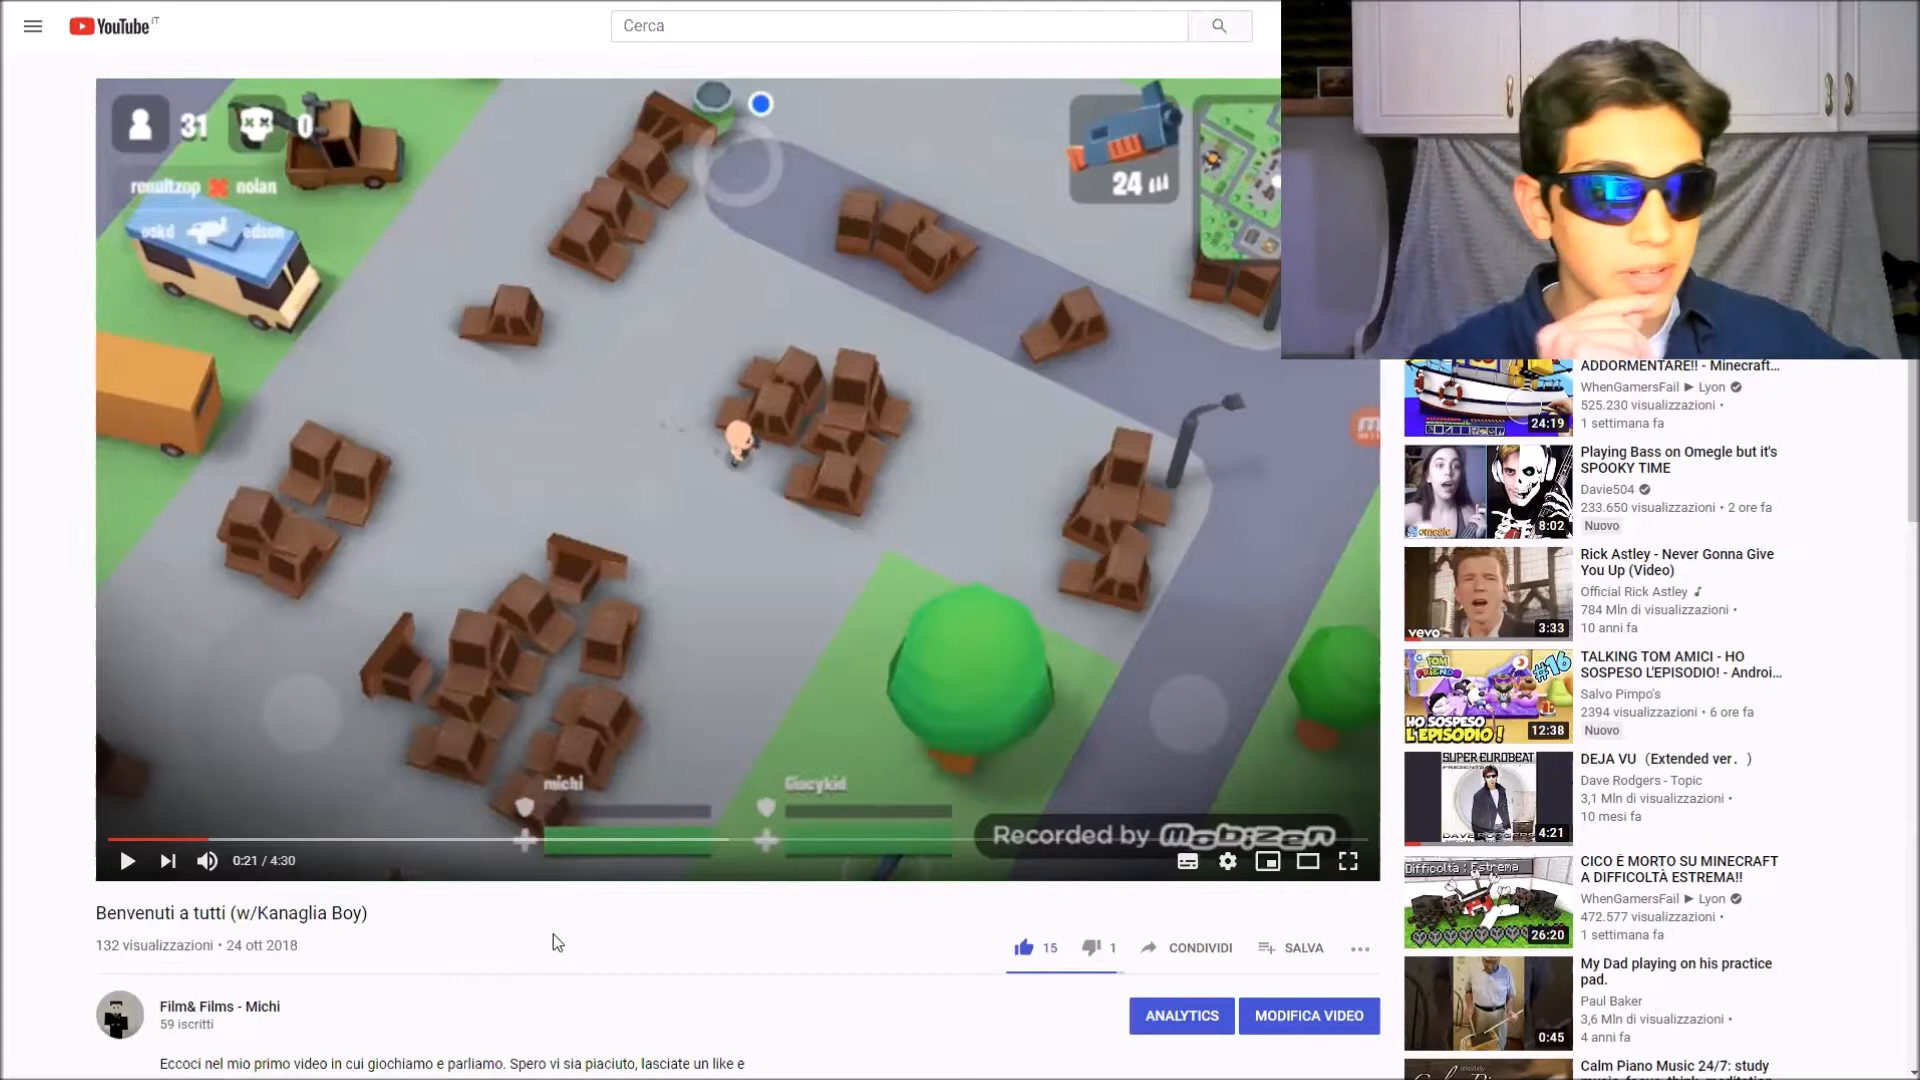 YouTube IT
Cerca
31
0
renultzop nolan
oskd edson
24
michi
Giacykid
Recorded by Mobizen
0:21 / 4:30
Benvenuti a tutti (w/Kanaglia Boy)
132 visualizzazioni • 24 ott 2018
15
1
CONDIVIDI
SALVA
Film& Films - Michi
59 iscritti
ANALYTICS
MODIFICA VIDEO
Eccoci nel mio primo video in cui giochiamo e parliamo. Spero vi sia piaciuto, lasciate un like e
ADDORMENTARE!! - Minecraft...
WhenGamersFail ► Lyon
525.230 visualizzazioni •
1 settimana fa
24:19
Playing Bass on Omegle but it's
SPOOKY TIME
Davie504
233.650 visualizzazioni • 2 ore fa
Nuovo
omegle
8:02
Rick Astley - Never Gonna Give
You Up (Video)
Official Rick Astley
784 Mln di visualizzazioni •
10 anni fa
vevo
3:33
TALKING TOM AMICI - HO
SOSPESO L'EPISODIO! - Androi...
Salvo Pimpo's
2394 visualizzazioni • 6 ore fa
Nuovo
TOM
FRIENDS
#16
HO SOSPESO
L'EPISODIO!
12:38
DEJA VU (Extended ver. )
Dave Rodgers - Topic
3,1 Mln di visualizzazioni •
10 mesi fa
SUPER EUROBEAT
PRESENTS
4:21
CICO È MORTO SU MINECRAFT
A DIFFICOLTÀ ESTREMA!!
WhenGamersFail ► Lyon
472.577 visualizzazioni •
1 settimana fa
Difficoltà: Estrema
26:20
My Dad playing on his practice
pad.
Paul Baker
3,6 Mln di visualizzazioni •
4 anni fa
0:45
Calm Piano Music 24/7: study